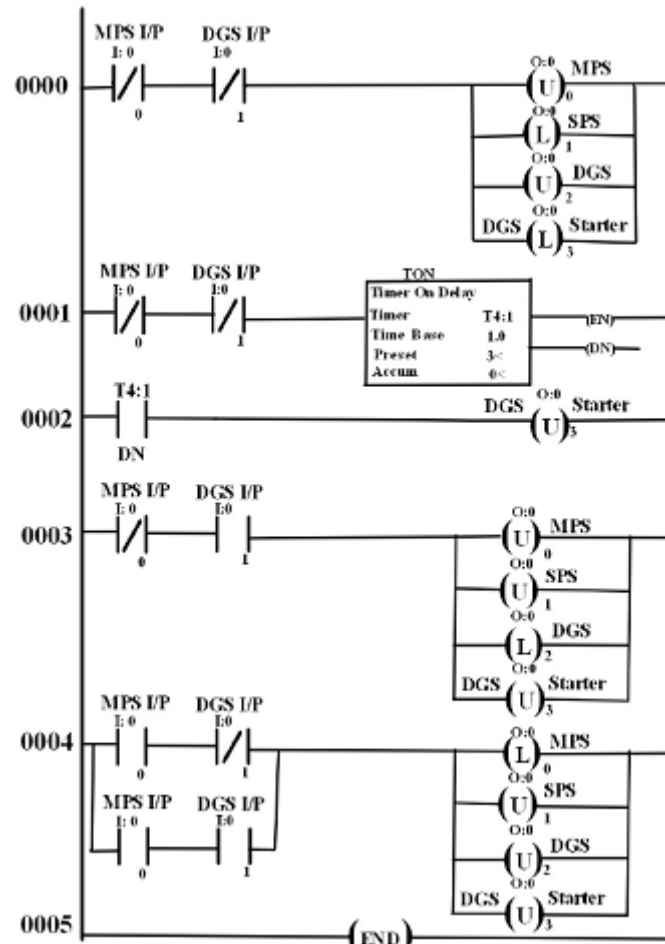 MPS I/P DGS I/P O:0
I: 0 I:0 MPS
0000 U 0
0 1 O:0
L SPS
1
O:0
U DGS
2
O:0
DGS L Starter
3
MPS I/P DGS I/P TON
I: 0 I:0 Timer On Delay
0001 Timer T4:1 (EN)
0 1 Time Base 1.0 (DN)
Preset 3<
Accum 0<
T4:1 O:0
0002 DGS U Starter
3
DN
MPS I/P DGS I/P O:0
I: 0 I:0 MPS
0003 U
0 1 0
O:0
U SPS
1
O:0
L DGS
2
O:0
DGS U Starter
3
MPS I/P DGS I/P O:0
I: 0 I:0 MPS
0004 L
0 1 0
O:0
MPS I/P DGS I/P U SPS
I: 0 I:0 1
0 1 O:0
U DGS
2
O:0
DGS U Starter
3
0005 (END)